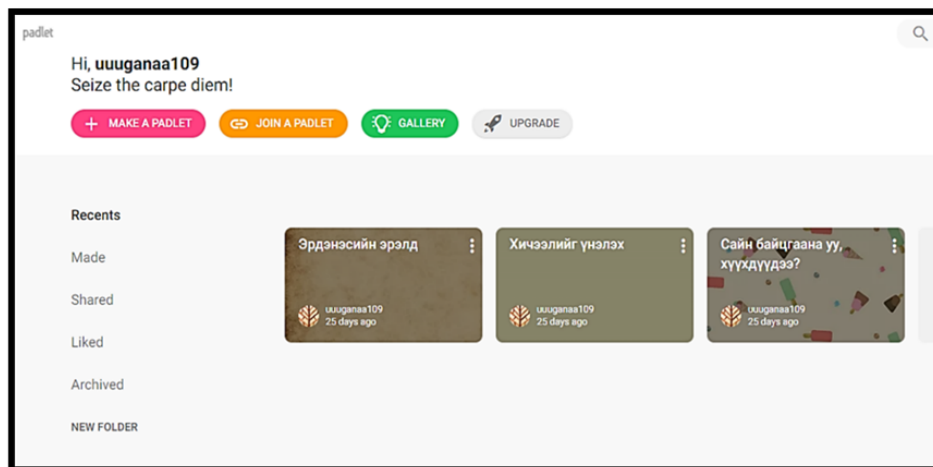 padlet
Hi, uuuganaa109
Seize the carpe diem!
+ MAKE A PADLET
JOIN A PADLET
GALLERY
UPGRADE
Recents
Made
Shared
Liked
Archived
NEW FOLDER
Эрдэнэсийн эрэлд
uuuganaa109
25 days ago
Хичээлийг үнэлэх
uuuganaa109
25 days ago
Сайн байцгаана уу,
хүүхдүүдээ?
uuuganaa109
25 days ago